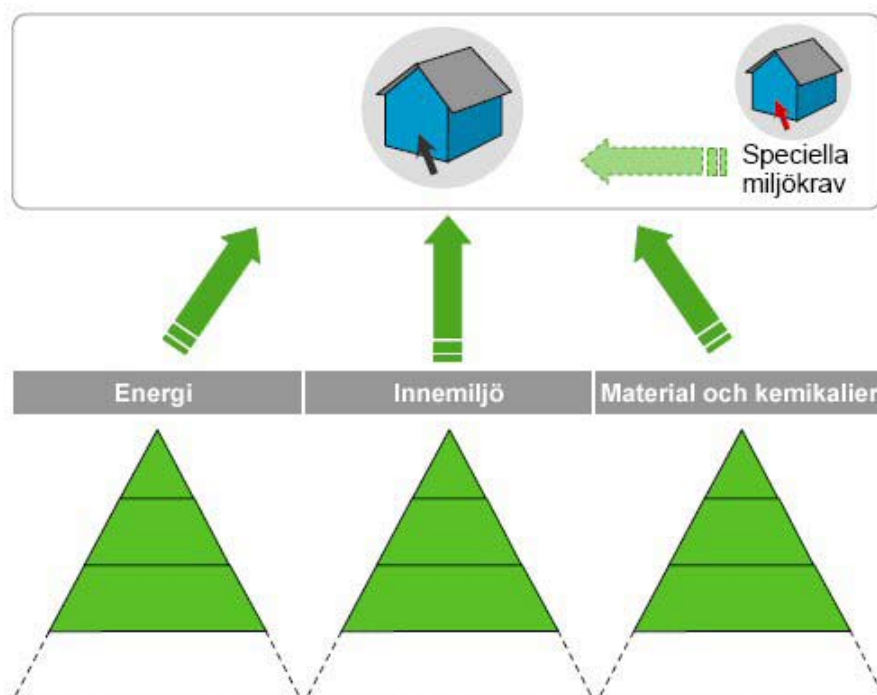 Speciella
miljökrav
Energi
Innemiljö
Material och kemikalier